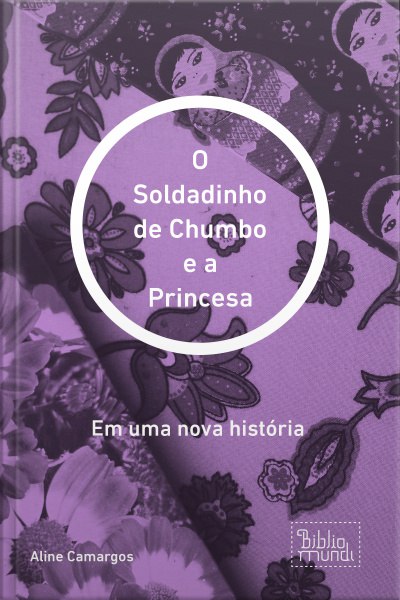 O
Soldadinho
de Chumbo
e a
Princesa
Em uma nova história
Aline Camargos
Biblio
mundi